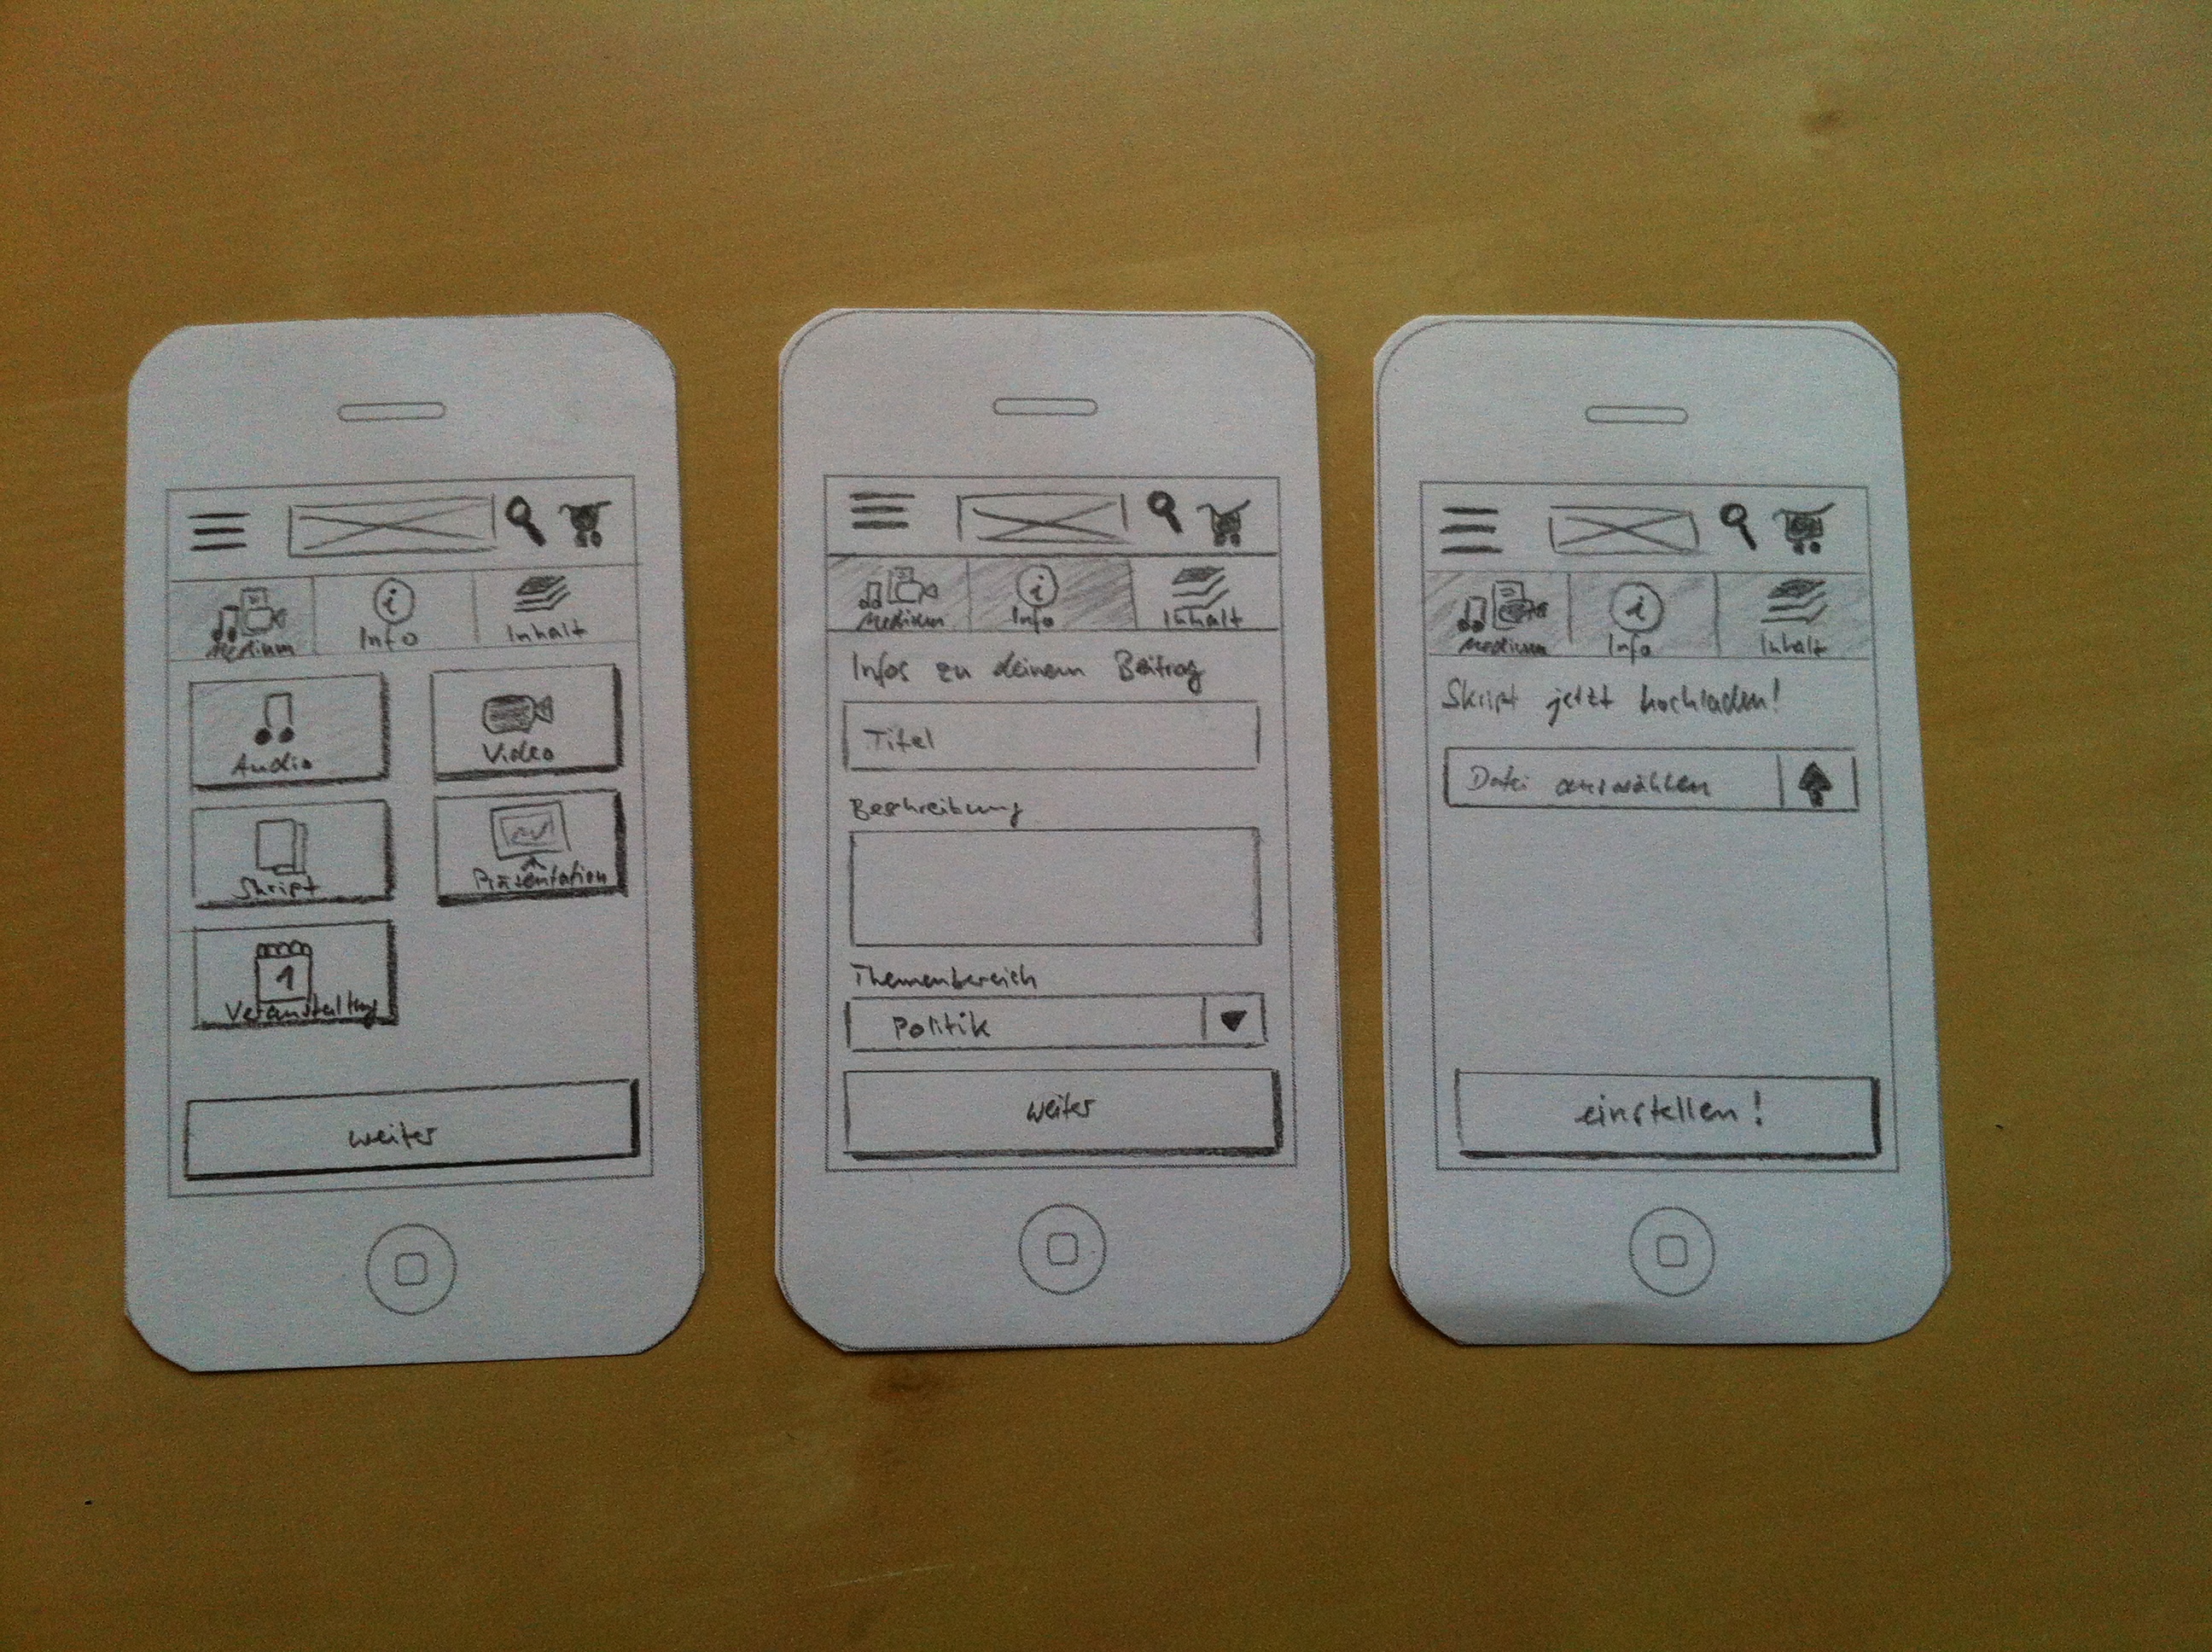 Medium Info Inhalt
Audio Video
Skript Präsentation
1
Veranstaltung
weiter
Medium Info Inhalt
Infos zu deinem Beitrag
Titel
Beschreibung
Themenbereich
Politik
weiter
Medium Info Inhalt
Skript jetzt hochladen!
Datei auswählen
einstellen!